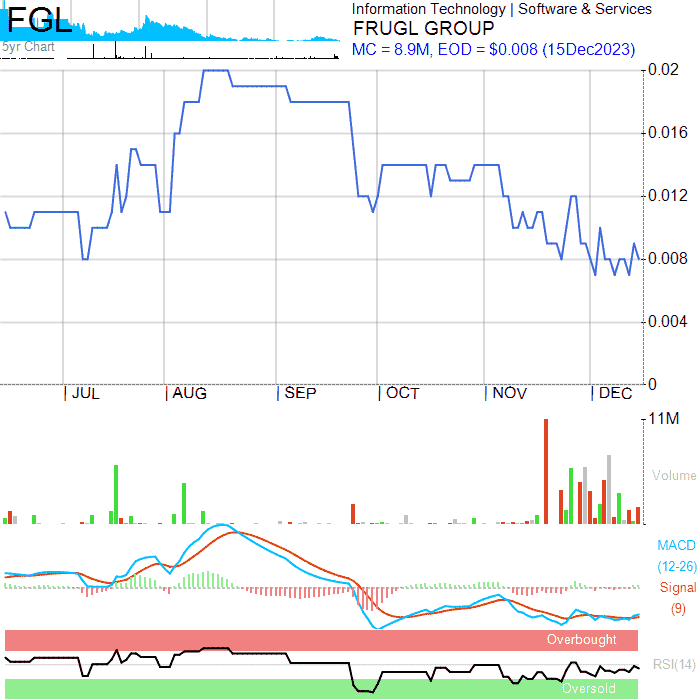 FGL
5yr Chart
Information Technology | Software & Services
FRUGL GROUP
MC = 8.9M, EOD = $0.008 (15Dec2023)
0.02
0.016
0.012
0.008
0.004
0
JUL AUG SEP OCT NOV DEC
11M
Volume
MACD
(12-26)
Signal
(9)
Overbought
RSI(14)
Oversold